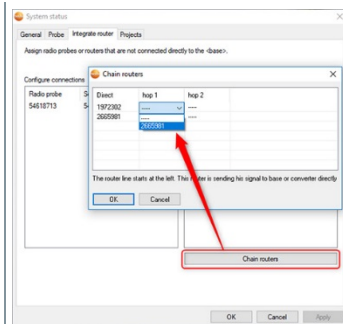 System status
General Probe Integrate router Projects
Assign radio probes or routers that are not connected directly to the <base>.
Configure connections
Radio probe
54618713
Chain routers
Direct hop 1 hop 2
1972302 ---- ----
2665981 ---- ----
2665981
The router line starts at the left. This router is sending his signal to base or converter directly
OK Cancel
Chain routers
OK Cancel Apply